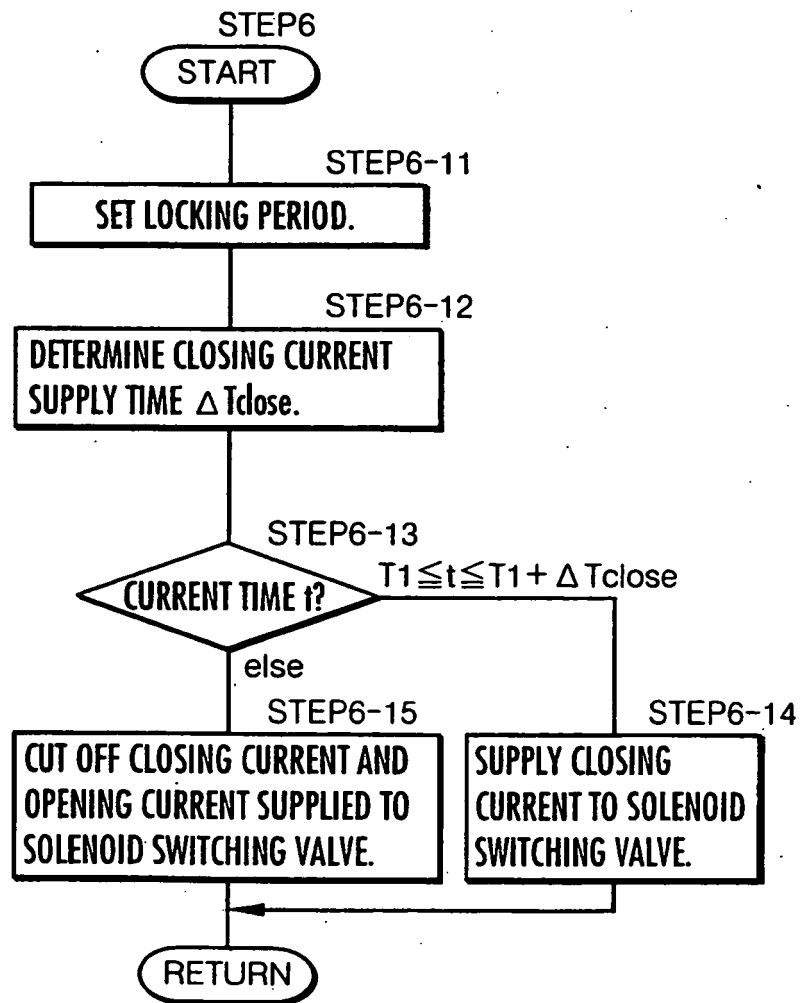 STEP6
START
STEP6-11
SET LOCKING PERIOD.
STEP6-12
DETERMINE CLOSING CURRENT
SUPPLY TIME Δ Tclose.
STEP6-13
CURRENT TIME t?
T1≦t≦T1+ Δ Tclose
else
STEP6-15
CUT OFF CLOSING CURRENT AND
OPENING CURRENT SUPPLIED TO
SOLENOID SWITCHING VALVE.
STEP6-14
SUPPLY CLOSING
CURRENT TO SOLENOID
SWITCHING VALVE.
RETURN